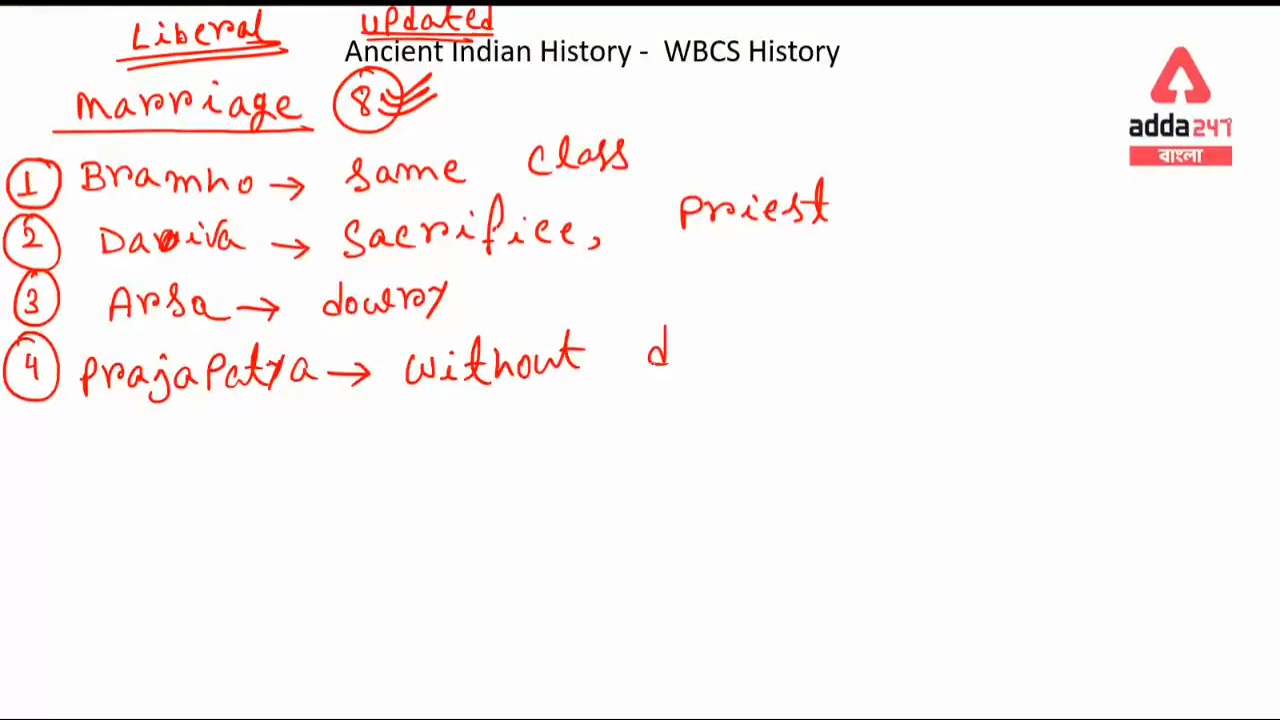 Liberal updated
Ancient Indian History - WBCS History
Marriage 8
adda247
বাংলা
1 Bramho → same class
2 Daiva → Sacrifice, Priest
3 Arsa → dowry
4 Prajapatya → without d